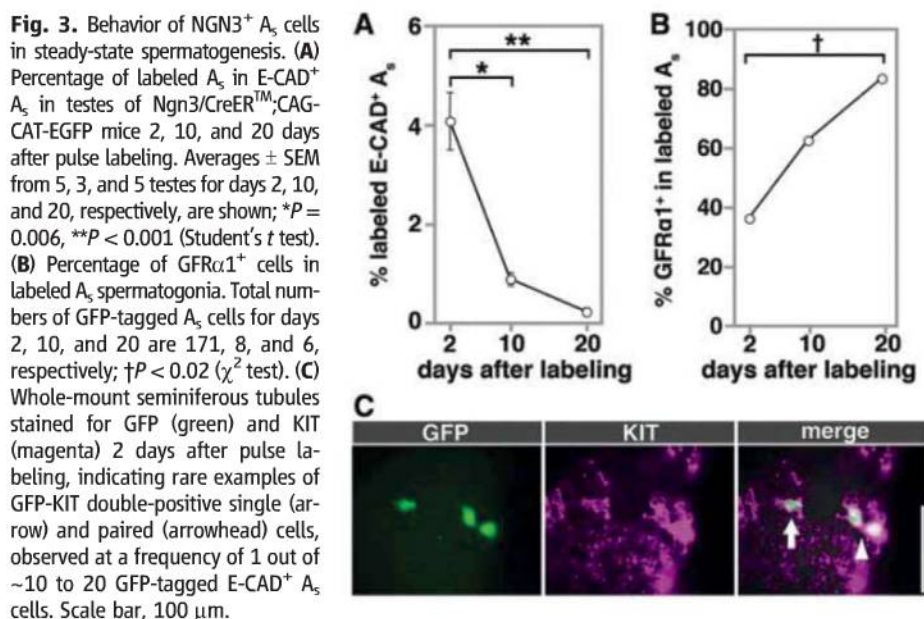 Fig. 3. Behavior of NGN3⁺ Aₛ cells
in steady-state spermatogenesis. (A)
Percentage of labeled Aₛ in E-CAD⁺
Aₛ in testes of Ngn3/CreER™;CAG-
CAT-EGFP mice 2, 10, and 20 days
after pulse labeling. Averages ± SEM
from 5, 3, and 5 testes for days 2, 10,
and 20, respectively, are shown; *P =
0.006, **P < 0.001 (Student's t test).
(B) Percentage of GFRα1⁺ cells in
labeled Aₛ spermatogonia. Total num-
bers of GFP-tagged Aₛ cells for days
2, 10, and 20 are 171, 8, and 6,
respectively; †P < 0.02 (χ² test). (C)
Whole-mount seminiferous tubules
stained for GFP (green) and KIT
(magenta) 2 days after pulse la-
beling, indicating rare examples of
GFP-KIT double-positive single (ar-
row) and paired (arrowhead) cells,
observed at a frequency of 1 out of
~10 to 20 GFP-tagged E-CAD⁺ Aₛ
cells. Scale bar, 100 μm.
A
% labeled E-CAD⁺ Aₛ
6
4
2
0
**
*
2 10 20
days after labeling
B
% GFRα1⁺ in labeled Aₛ
100
80
60
40
20
0
†
2 10 20
days after labeling
C
GFP KIT merge